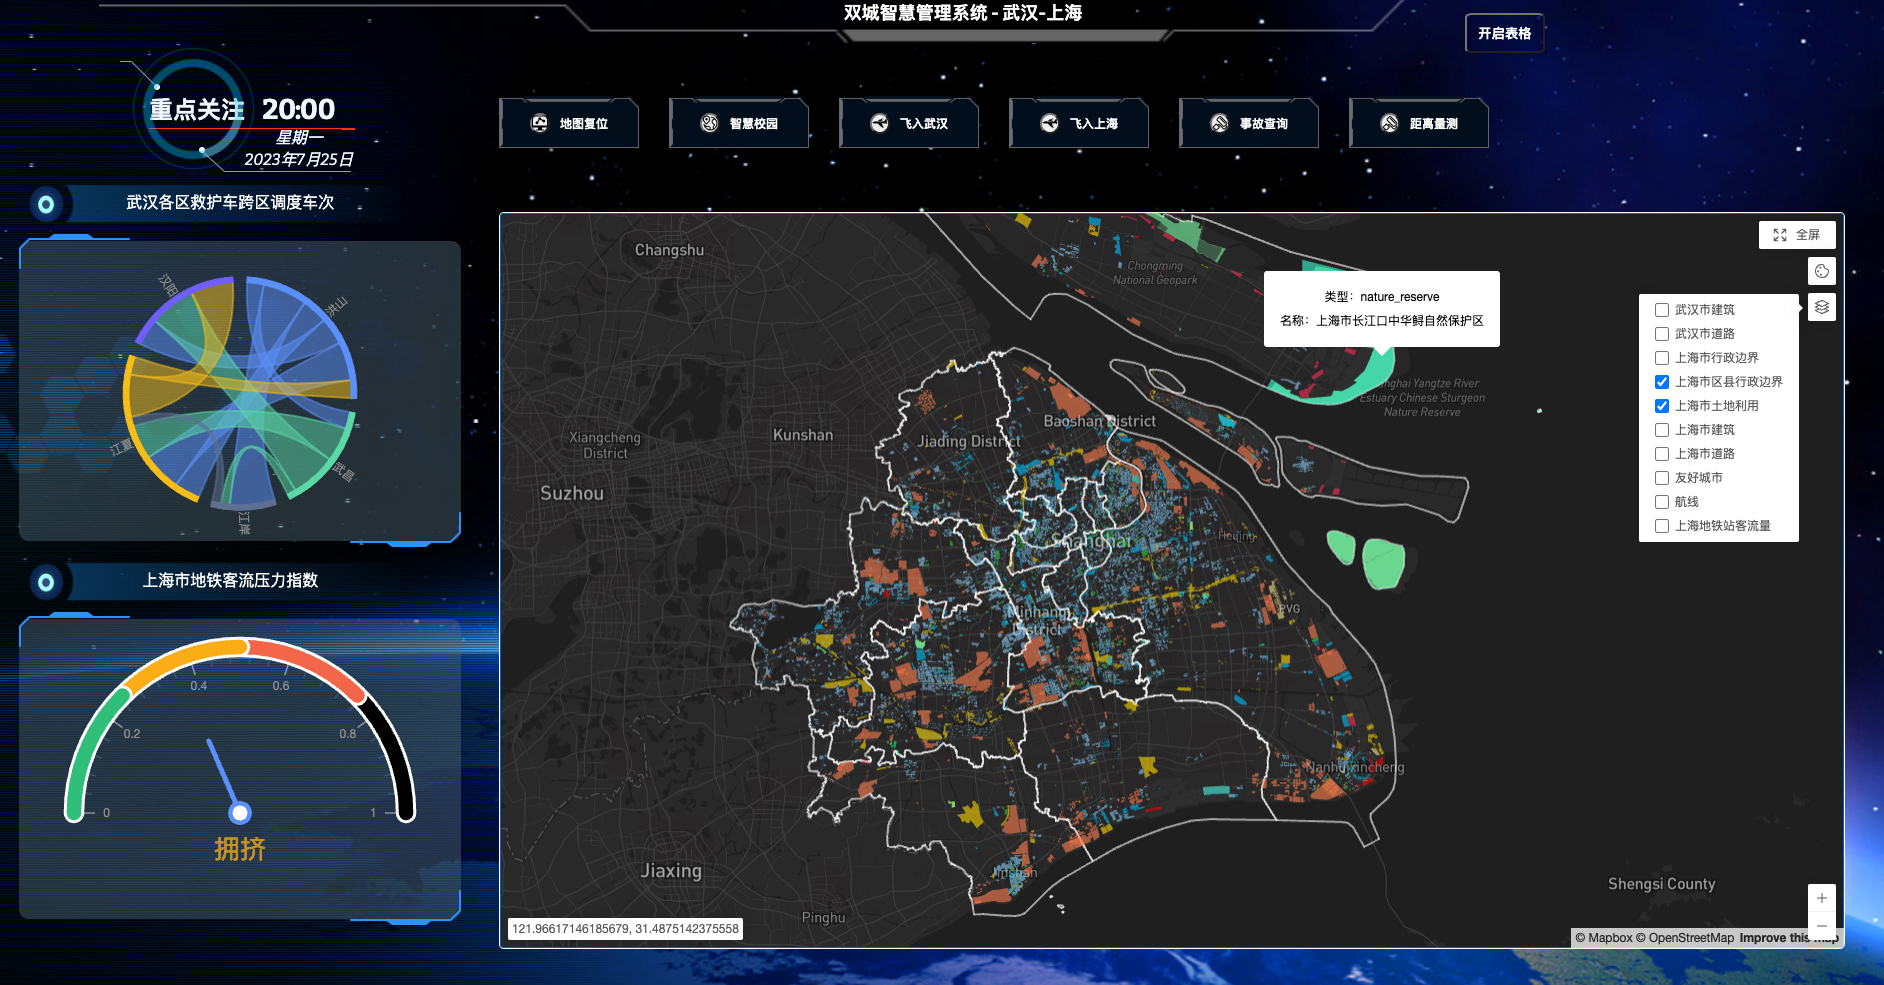 双城智慧管理系统 - 武汉-上海
开启表格
重点关注 20:00
星期一
2023年7月25日
地图复位
智慧校园
飞入武汉
飞入上海
事故查询
距离量测
武汉各区救护车跨区调度车次
汉阳
洪山
江夏
武昌
江岸
上海市地铁客流压力指数
0
0.2
0.4
0.6
0.8
1
拥挤
全屏
类型：nature_reserve
名称：上海市长江口中华鲟自然保护区
武汉市建筑
武汉市道路
上海市行政边界
上海市区县行政边界
上海市土地利用
上海市建筑
上海市道路
友好城市
航线
上海地铁站客流量
Changshu
Chongming
National Geopark
Yangtze River
Estuary Chinese Sturgeon
Nature Reserve
Baoshan District
Jiading District
Kunshan
Xiangcheng
District
Suzhou
Shanghai
Heqing
Minhang
District
PVG
Nanhuixincheng
Jiaxing
Jinshan
Pinghu
Shengsi County
121.96617146185679, 31.4875142375558
+
−
© Mapbox © OpenStreetMap Improve this map